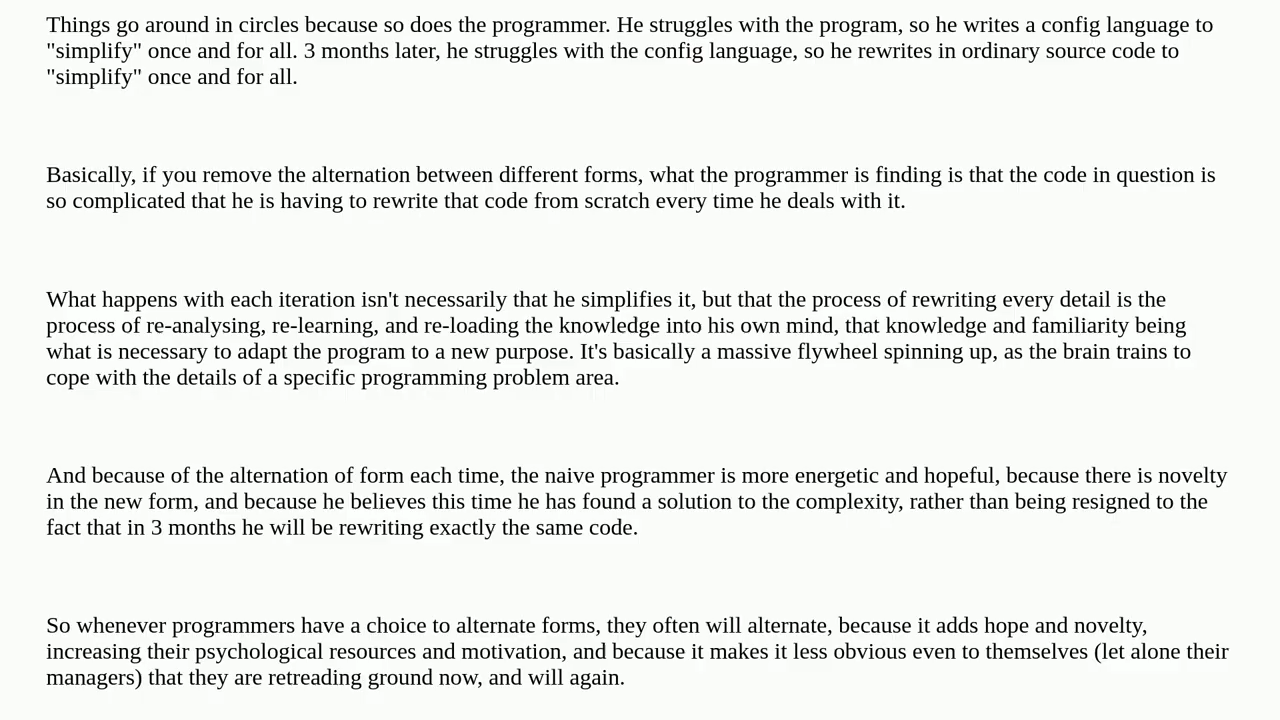 Things go around in circles because so does the programmer. He struggles with the program, so he writes a config language to
"simplify" once and for all. 3 months later, he struggles with the config language, so he rewrites in ordinary source code to
"simplify" once and for all.
Basically, if you remove the alternation between different forms, what the programmer is finding is that the code in question is
so complicated that he is having to rewrite that code from scratch every time he deals with it.
What happens with each iteration isn't necessarily that he simplifies it, but that the process of rewriting every detail is the
process of re-analysing, re-learning, and re-loading the knowledge into his own mind, that knowledge and familiarity being
what is necessary to adapt the program to a new purpose. It's basically a massive flywheel spinning up, as the brain trains to
cope with the details of a specific programming problem area.
And because of the alternation of form each time, the naive programmer is more energetic and hopeful, because there is novelty
in the new form, and because he believes this time he has found a solution to the complexity, rather than being resigned to the
fact that in 3 months he will be rewriting exactly the same code.
So whenever programmers have a choice to alternate forms, they often will alternate, because it adds hope and novelty,
increasing their psychological resources and motivation, and because it makes it less obvious even to themselves (let alone their
managers) that they are retreading ground now, and will again.